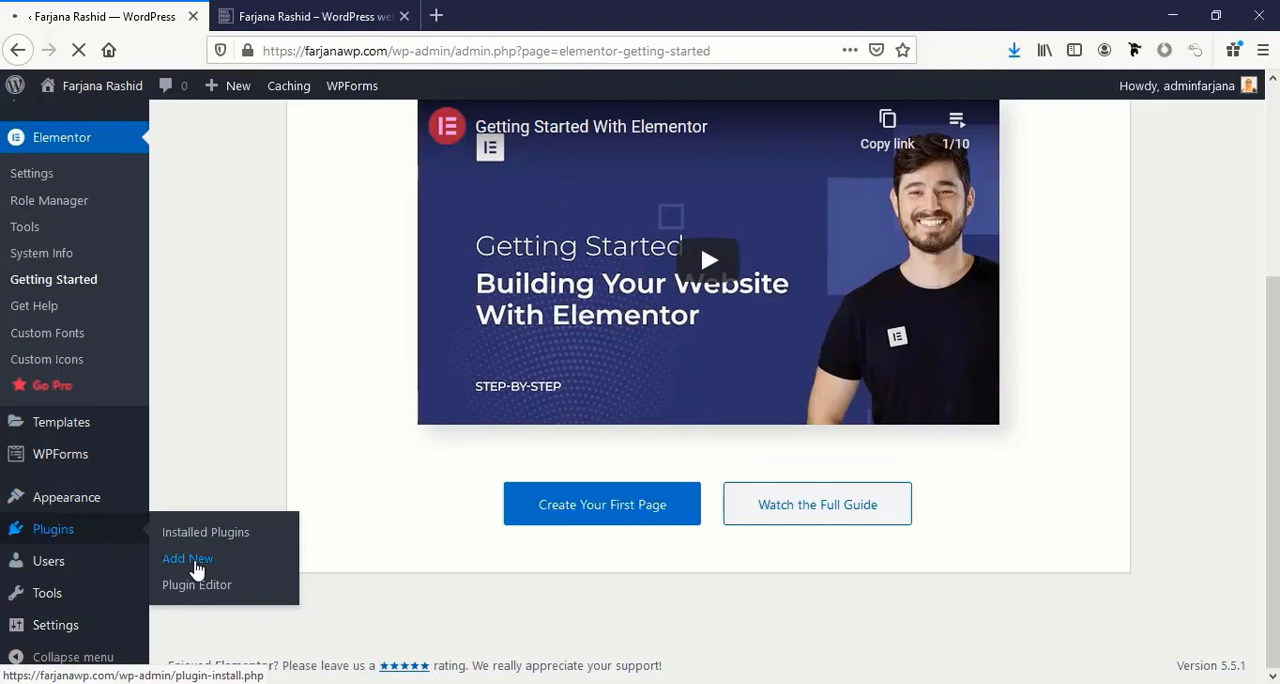 ‹ Farjana Rashid — WordPress
Farjana Rashid – WordPress we
https://farjanawp.com/wp-admin/admin.php?page=elementor-getting-started
Farjana Rashid
0
New
Caching
WPForms
Howdy, adminfarjana
Elementor
Settings
Role Manager
Tools
System Info
Getting Started
Get Help
Custom Fonts
Custom Icons
Go Pro
Templates
WPForms
Appearance
Plugins
Users
Tools
Settings
Collapse menu
Installed Plugins
Add New
Plugin Editor
Getting Started With Elementor
Copy link
1/10
Getting Started
Building Your Website
With Elementor
STEP-BY-STEP
Create Your First Page
Watch the Full Guide
Enjoyed Elementor? Please leave us a ★★★★★ rating. We really appreciate your support!
Version 5.5.1
https://farjanawp.com/wp-admin/plugin-install.php